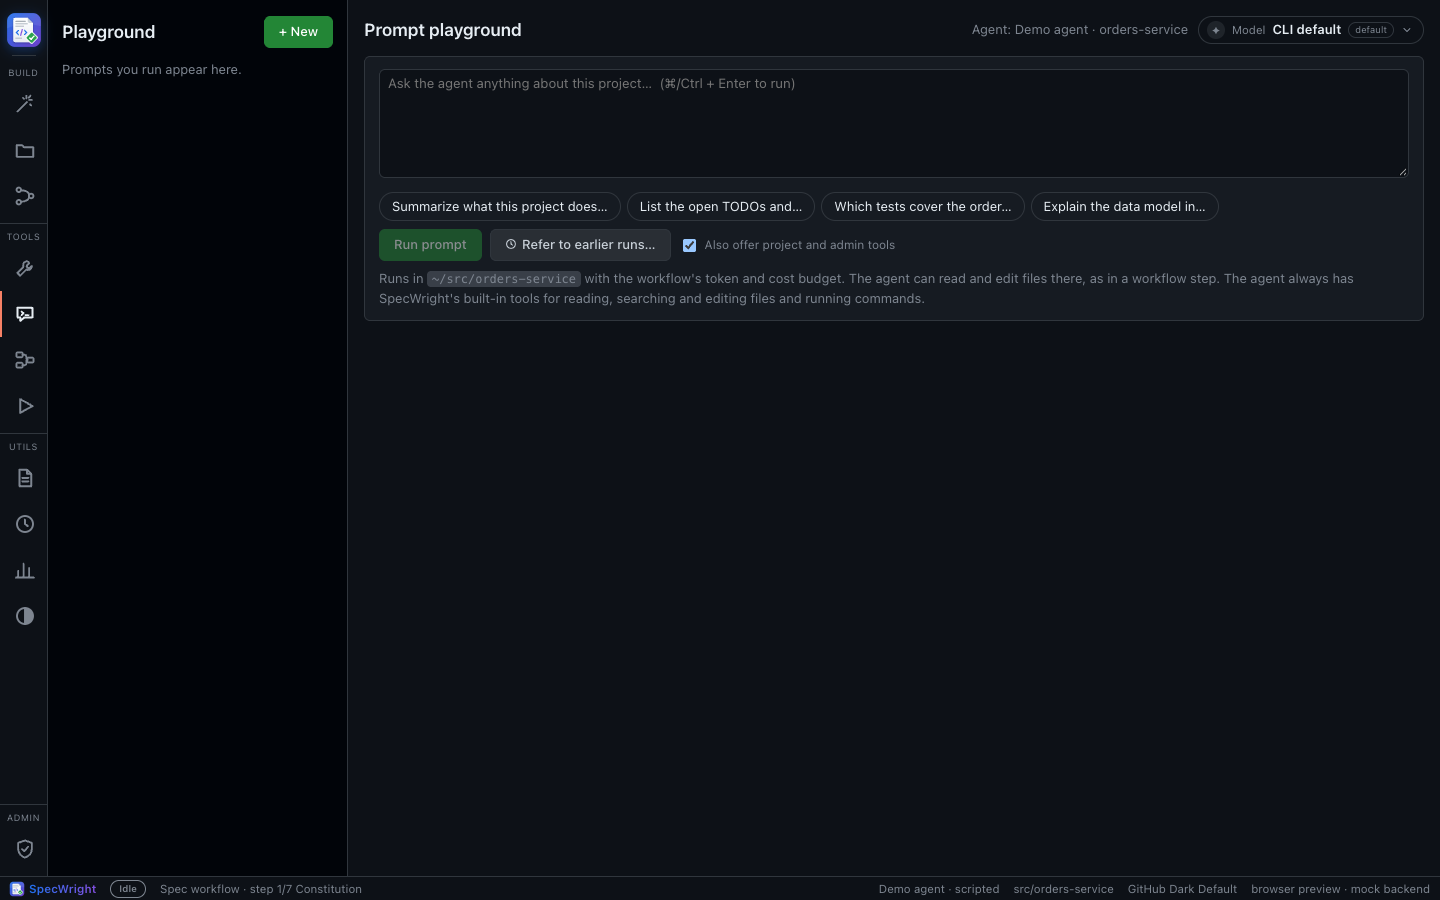 BUILD
TOOLS
UTILS
ADMIN
Playground
+ New
Prompts you run appear here.
Prompt playground
Agent: Demo agent · orders-service
Model CLI default default
Ask the agent anything about this project… (⌘/Ctrl + Enter to run)
Summarize what this project does…
List the open TODOs and…
Which tests cover the order…
Explain the data model in…
Run prompt
Refer to earlier runs…
Also offer project and admin tools
Runs in ~/src/orders-service with the workflow's token and cost budget. The agent can read and edit files there, as in a workflow step. The agent always has
SpecWright's built-in tools for reading, searching and editing files and running commands.
SpecWright
Idle
Spec workflow · step 1/7 Constitution
Demo agent · scripted
src/orders-service
GitHub Dark Default
browser preview · mock backend